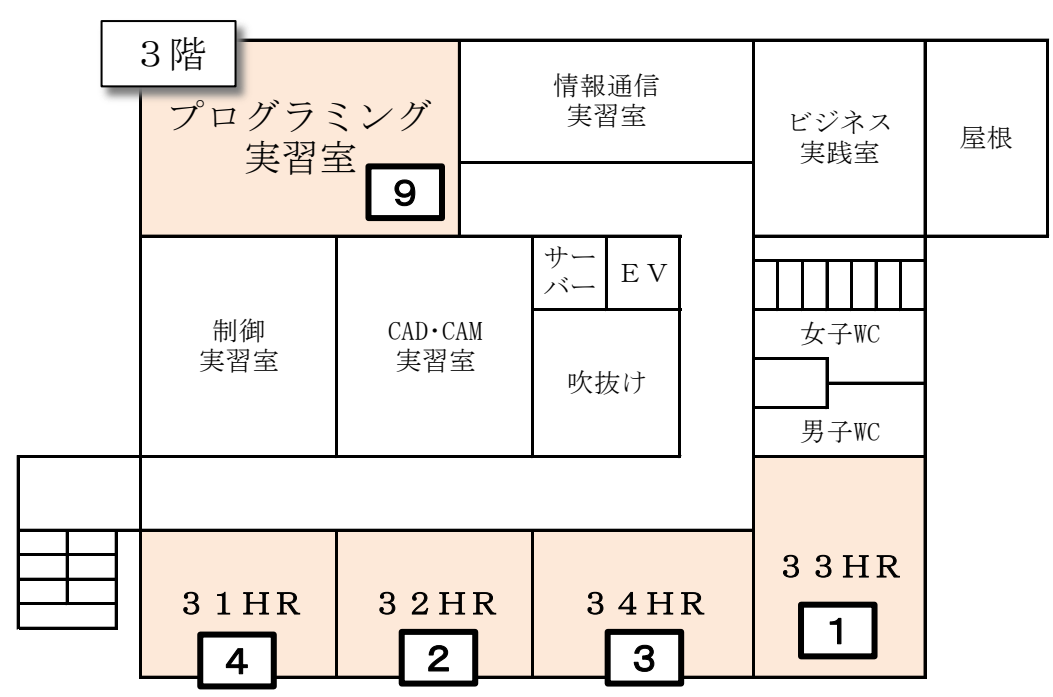 ３階
プログラミング
実習室
9
情報通信
実習室
ビジネス
実践室
屋根
サー
バー
ＥＶ
制御
実習室
CAD･CAM
実習室
吹抜け
女子WC
男子WC
３１HR
4
３２HR
2
３４HR
3
３３HR
1